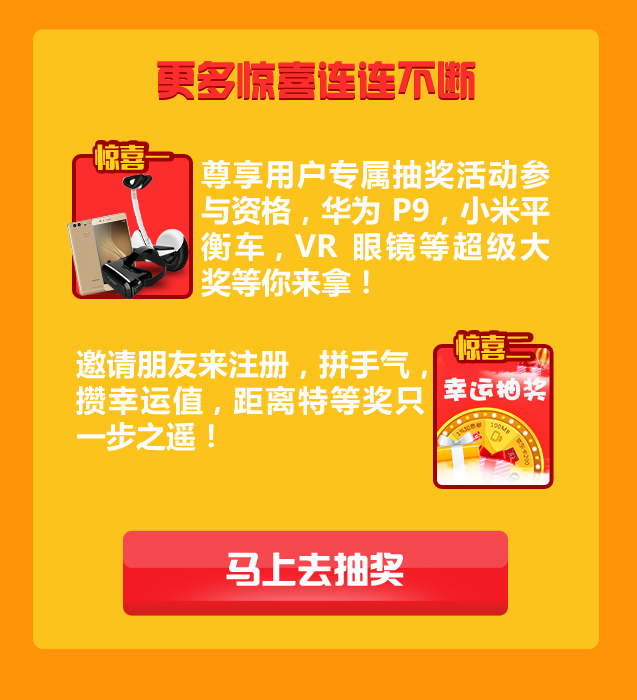 更多惊喜连连不断
惊喜一
尊享用户专属抽奖活动参
与资格，华为 P9，小米平
衡车，VR 眼镜等超级大
奖等你来拿！
邀请朋友来注册，拼手气，
攒幸运值，距离特等奖只
一步之遥！
惊喜二
幸运抽奖
100MB
马上去抽奖